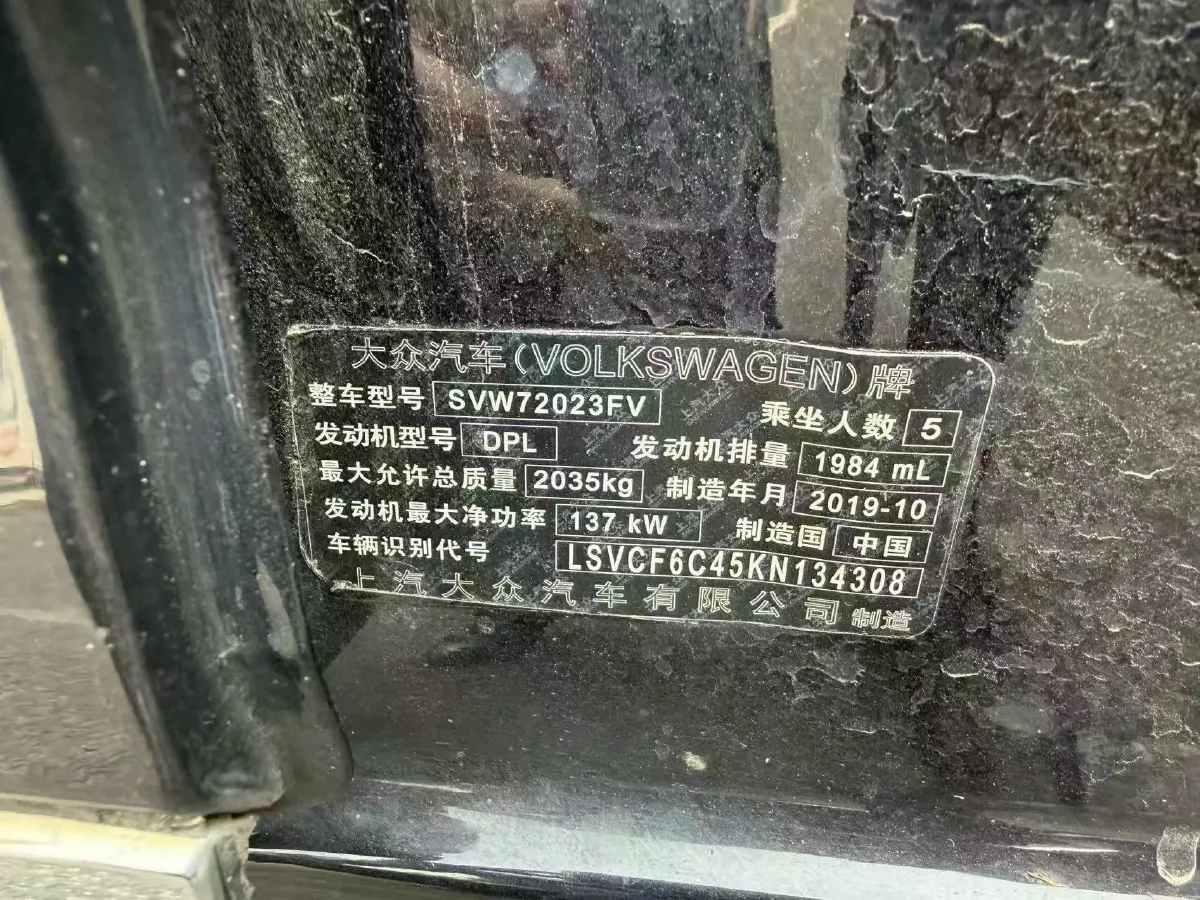 大众汽车(VOLKSWAGEN)牌
整车型号 SVW72023FV 乘坐人数 5
发动机型号 DPL 发动机排量 1984 mL
最大允许总质量 2035kg 制造年月 2019-10
发动机最大净功率 137 kW 制造国 中国
车辆识别代号 LSVCF6C45KN134308
上汽大众汽车有限公司 制造